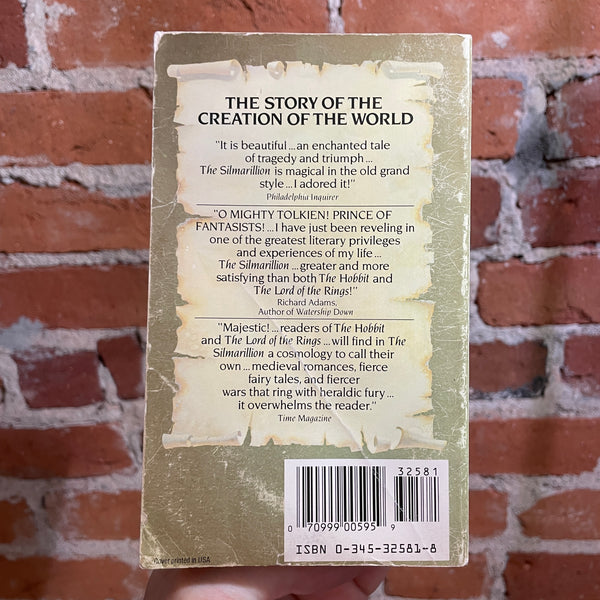 THE STORY OF THE
CREATION OF THE WORLD
"It is beautiful...an enchanted tale
of tragedy and triumph...
The Silmarillion is magical in the old grand
style...I adored it!"
Philadelphia Inquirer
"O MIGHTY TOLKIEN! PRINCE OF
FANTASISTS!...I have just been reveling in
one of the greatest literary privileges
and experiences of my life...
The Silmarillion...greater and more
satisfying than both The Hobbit and
The Lord of the Rings!"
Richard Adams,
Author of Watership Down
"Majestic!...readers of The Hobbit
and The Lord of the Rings...will find in The
Silmarillion a cosmology to call their
own...medieval romances, fierce
fairy tales, and fiercer
wars that ring with heraldic fury...
it overwhelms the reader."
Time Magazine
32581
0 70999 00595 9
ISBN 0-345-32581-8
Cover printed in USA